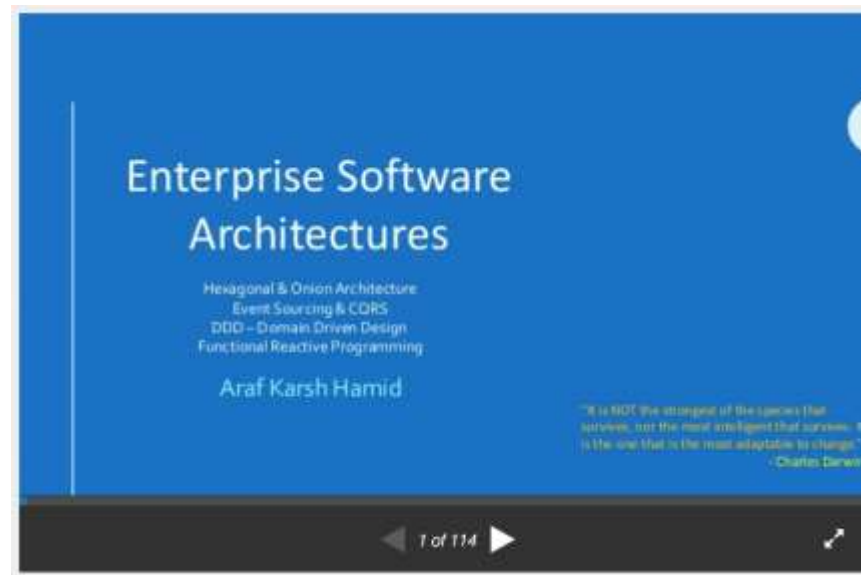 Enterprise Software
Architectures
Hexagonal & Onion Architecture
Event Sourcing & CQRS
DDD – Domain Driven Design
Functional Reactive Programming
Araf Karsh Hamid
"It is NOT the strongest of the species that
survives, nor the most intelligent that survives.
is the one that is the most adaptable to change"
- Charles Darwin
1 of 114